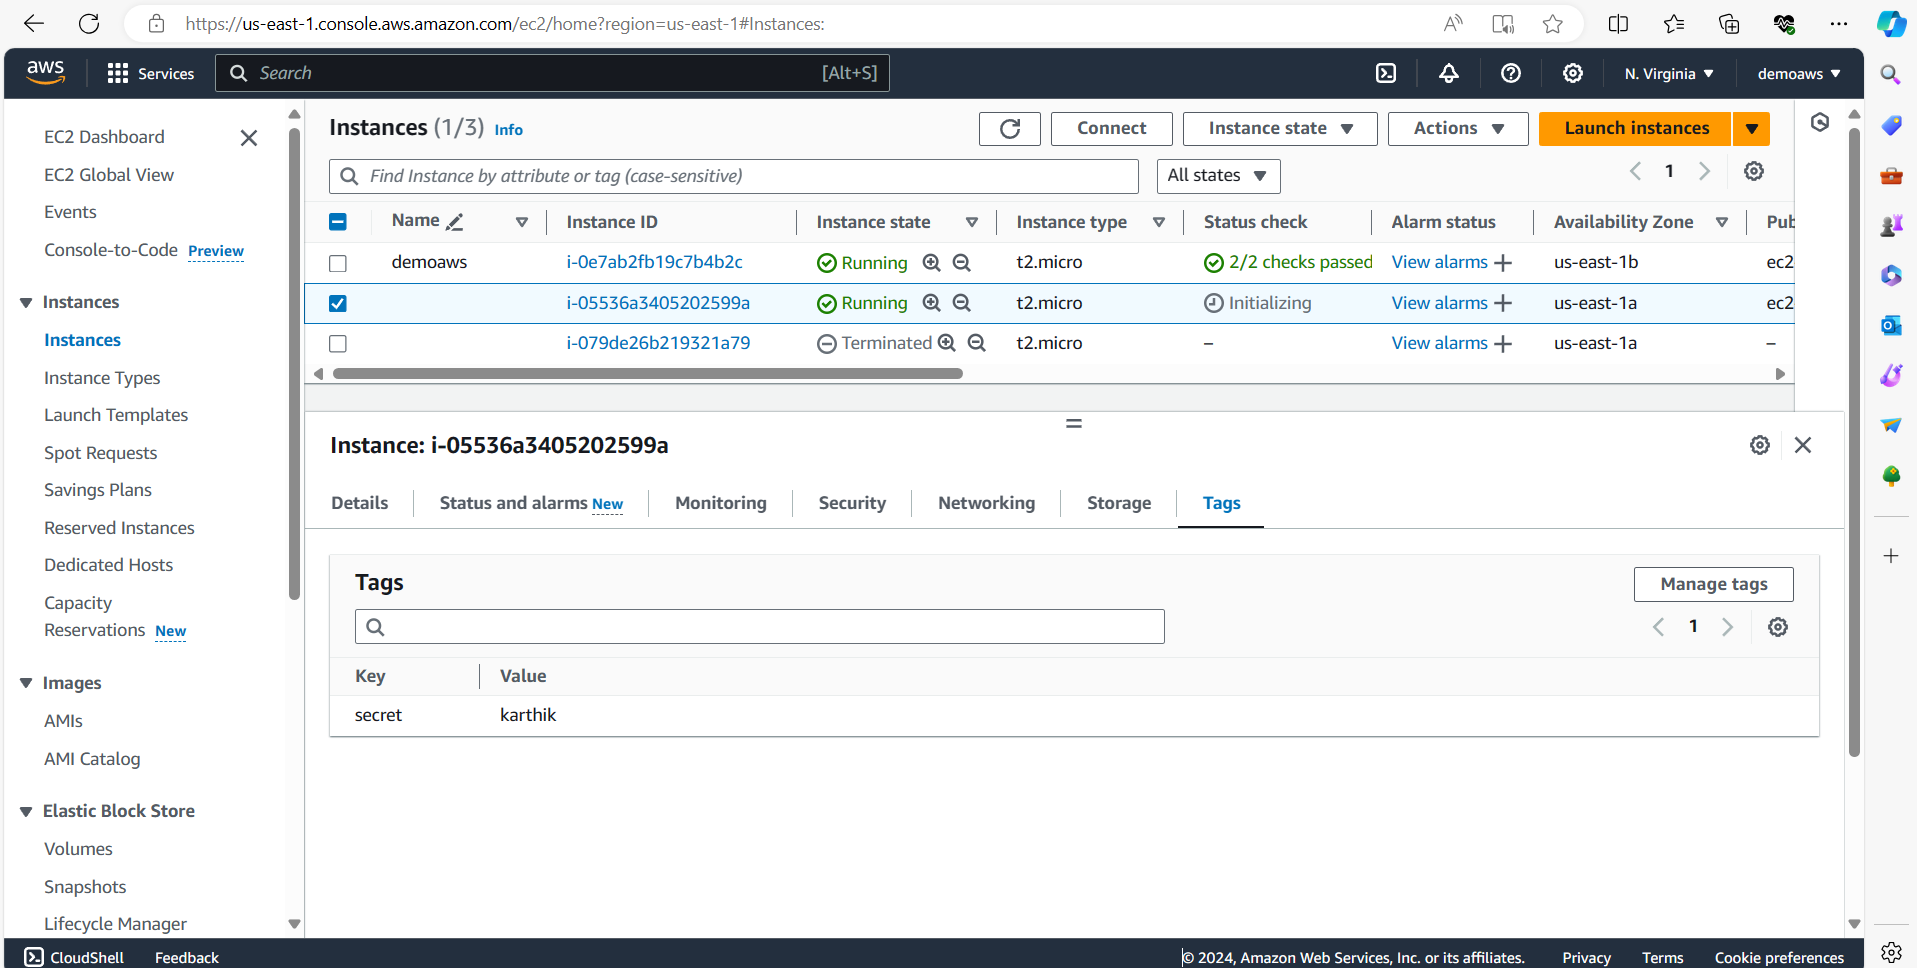 https://us-east-1.console.aws.amazon.com/ec2/home?region=us-east-1#Instances:
aws Services Search [Alt+S] N. Virginia demoaws
EC2 Dashboard
EC2 Global View
Events
Console-to-Code Preview
Instances
Instances
Instance Types
Launch Templates
Spot Requests
Savings Plans
Reserved Instances
Dedicated Hosts
Capacity
Reservations New
Images
AMIs
AMI Catalog
Elastic Block Store
Volumes
Snapshots
Lifecycle Manager
Instances (1/3) Info Connect Instance state Actions Launch instances
Find Instance by attribute or tag (case-sensitive) All states 1
Name Instance ID Instance state Instance type Status check Alarm status Availability Zone Pub
demoaws i-0e7ab2fb19c7b4b2c Running t2.micro 2/2 checks passed View alarms + us-east-1b ec2
i-05536a3405202599a Running t2.micro Initializing View alarms + us-east-1a ec2
i-079de26b219321a79 Terminated t2.micro – View alarms + us-east-1a –
Instance: i-05536a3405202599a
Details Status and alarms New Monitoring Security Networking Storage Tags
Tags Manage tags
1
Key Value
secret karthik
CloudShell Feedback © 2024, Amazon Web Services, Inc. or its affiliates. Privacy Terms Cookie preferences